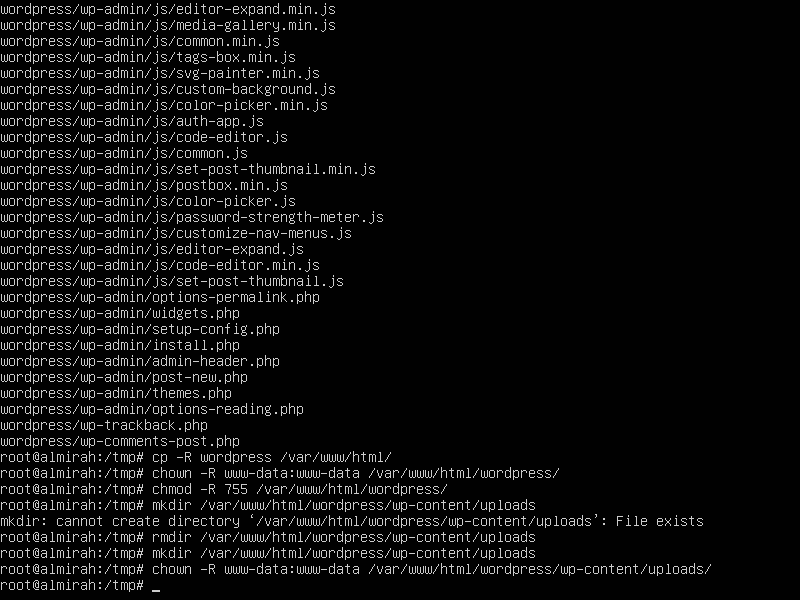 wordpress/wp-admin/js/editor-expand.min.js
wordpress/wp-admin/js/media-gallery.min.js
wordpress/wp-admin/js/common.min.js
wordpress/wp-admin/js/tags-box.min.js
wordpress/wp-admin/js/svg-painter.min.js
wordpress/wp-admin/js/custom-background.js
wordpress/wp-admin/js/color-picker.min.js
wordpress/wp-admin/js/auth-app.js
wordpress/wp-admin/js/code-editor.js
wordpress/wp-admin/js/common.js
wordpress/wp-admin/js/set-post-thumbnail.min.js
wordpress/wp-admin/js/postbox.min.js
wordpress/wp-admin/js/color-picker.js
wordpress/wp-admin/js/password-strength-meter.js
wordpress/wp-admin/js/customize-nav-menus.js
wordpress/wp-admin/js/editor-expand.js
wordpress/wp-admin/js/code-editor.min.js
wordpress/wp-admin/js/set-post-thumbnail.js
wordpress/wp-admin/options-permalink.php
wordpress/wp-admin/widgets.php
wordpress/wp-admin/setup-config.php
wordpress/wp-admin/install.php
wordpress/wp-admin/admin-header.php
wordpress/wp-admin/post-new.php
wordpress/wp-admin/themes.php
wordpress/wp-admin/options-reading.php
wordpress/wp-trackback.php
wordpress/wp-comments-post.php
root@almirah:/tmp# cp -R wordpress /var/www/html/
root@almirah:/tmp# chown -R www-data:www-data /var/www/html/wordpress/
root@almirah:/tmp# chmod -R 755 /var/www/html/wordpress/
root@almirah:/tmp# mkdir /var/www/html/wordpress/wp-content/uploads
mkdir: cannot create directory ‘/var/www/html/wordpress/wp-content/uploads’: File exists
root@almirah:/tmp# rmdir /var/www/html/wordpress/wp-content/uploads
root@almirah:/tmp# mkdir /var/www/html/wordpress/wp-content/uploads
root@almirah:/tmp# chown -R www-data:www-data /var/www/html/wordpress/wp-content/uploads/
root@almirah:/tmp# _